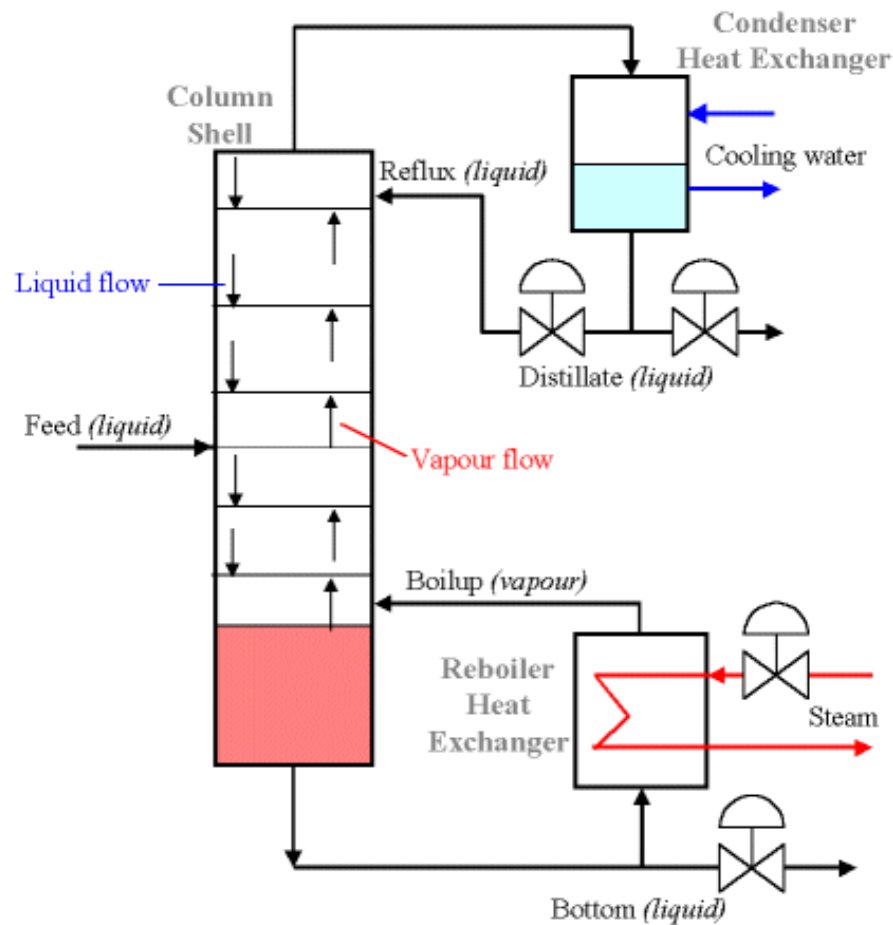 Condenser
Heat Exchanger
Column
Shell
Cooling water
Reflux (liquid)
Liquid flow
Distillate (liquid)
Feed (liquid)
Vapour flow
Boilup (vapour)
Reboiler
Heat
Exchanger
Steam
Bottom (liquid)